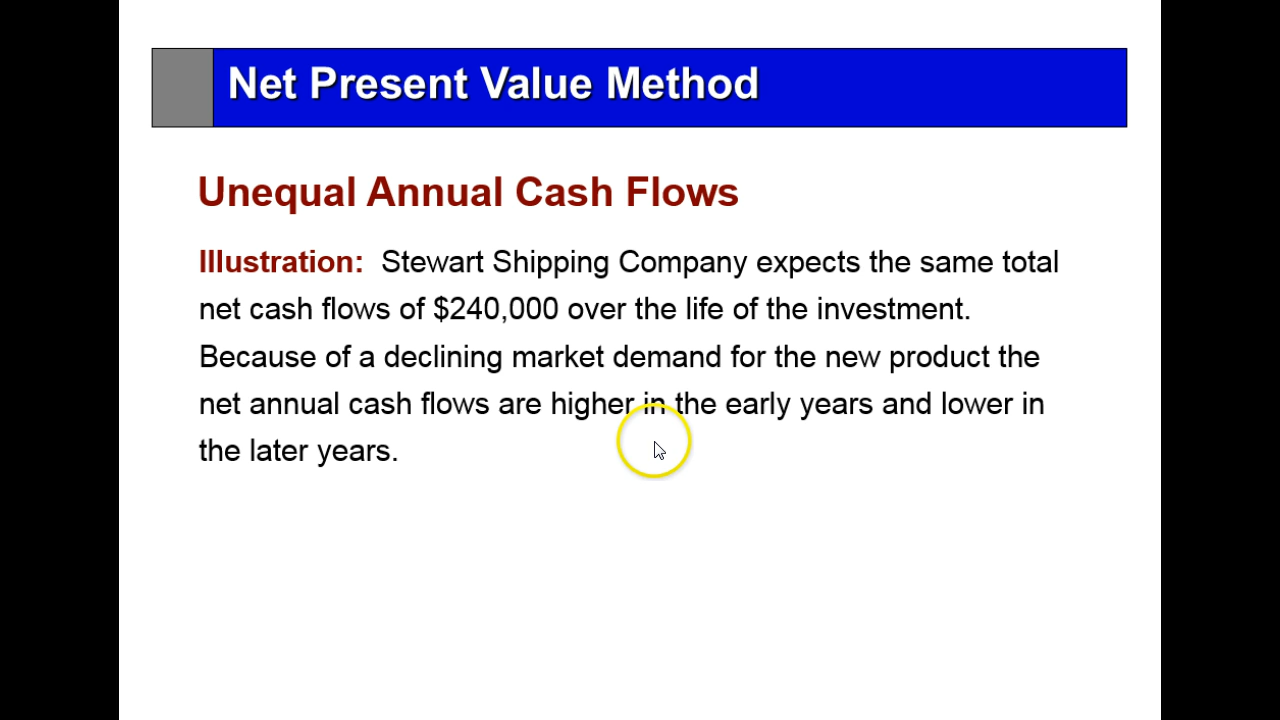 Net Present Value Method
Unequal Annual Cash Flows
Illustration: Stewart Shipping Company expects the same total
net cash flows of $240,000 over the life of the investment.
Because of a declining market demand for the new product the
net annual cash flows are higher in the early years and lower in
the later years.